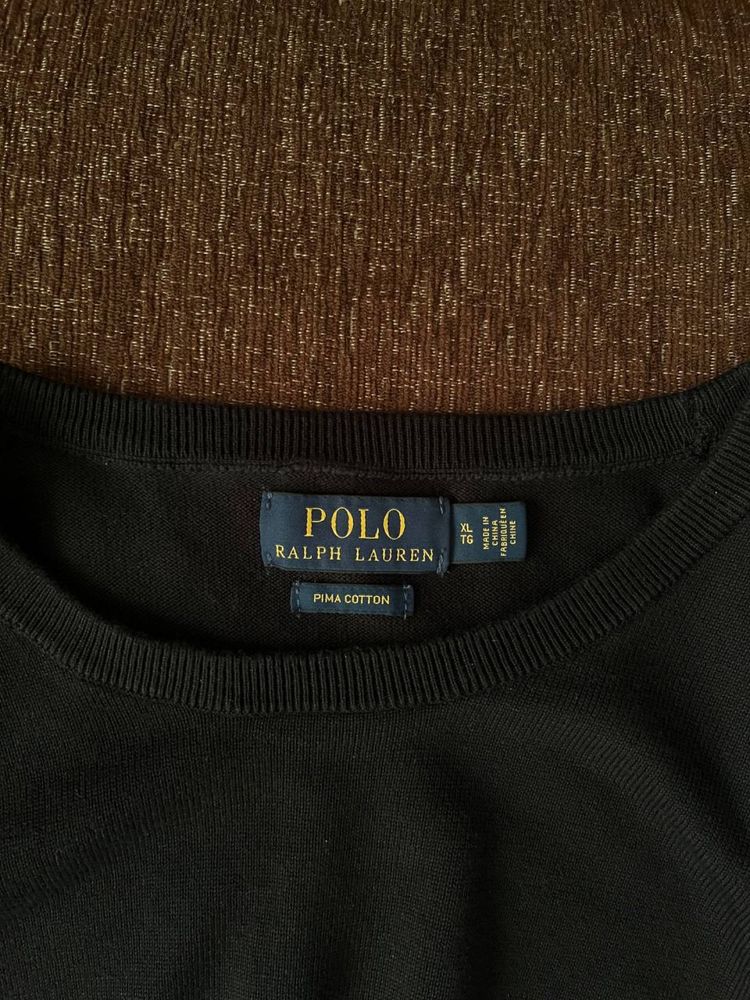 POLO
RALPH LAUREN
XL
TG
MADE IN
CHINA
FABRIQUÉ EN
CHINE
PIMA COTTON